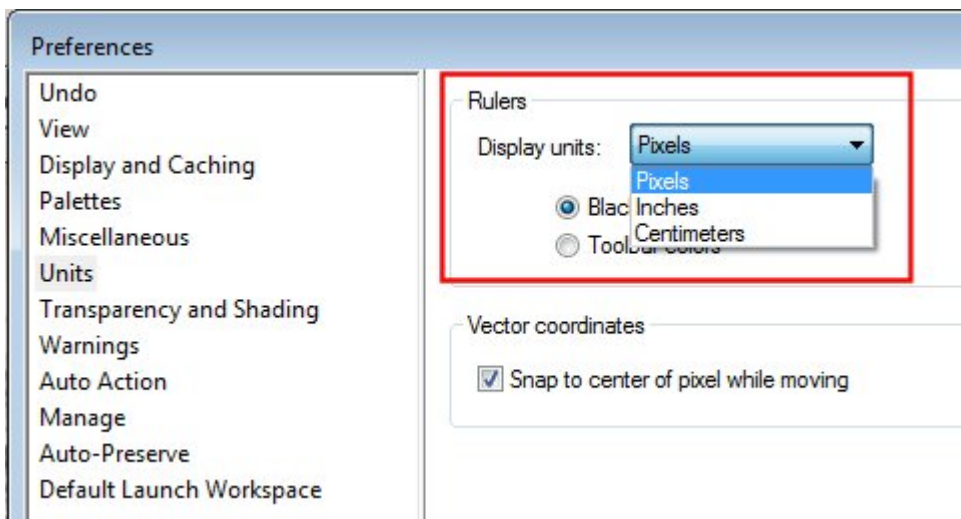 Preferences
Undo
View
Display and Caching
Palettes
Miscellaneous
Units
Transparency and Shading
Warnings
Auto Action
Manage
Auto-Preserve
Default Launch Workspace
Rulers
Display units: Pixels
Pixels
Inches
Centimeters
Vector coordinates
Snap to center of pixel while moving